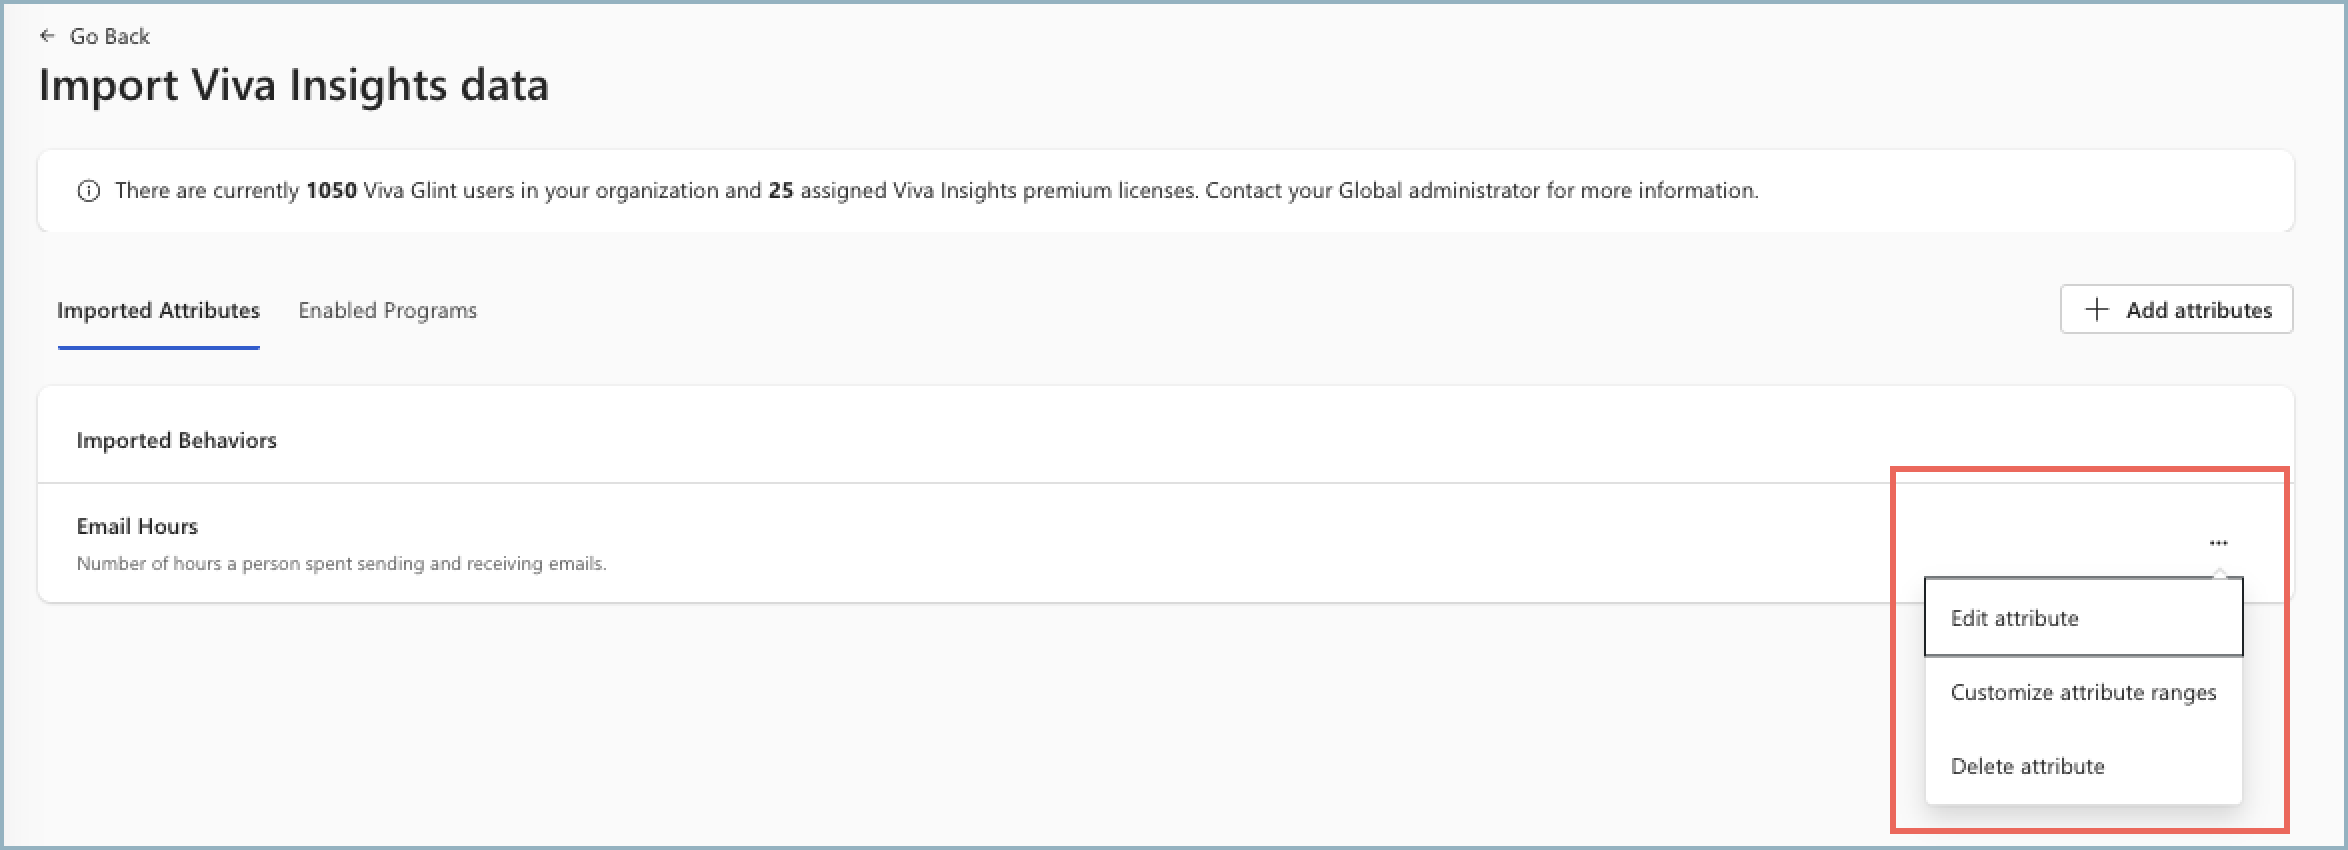 Go Back
Import Viva Insights data
There are currently 1050 Viva Glint users in your organization and 25 assigned Viva Insights premium licenses. Contact your Global administrator for more information.
Imported Attributes
Enabled Programs
Add attributes
Imported Behaviors
Email Hours
Number of hours a person spent sending and receiving emails.
Edit attribute
Customize attribute ranges
Delete attribute